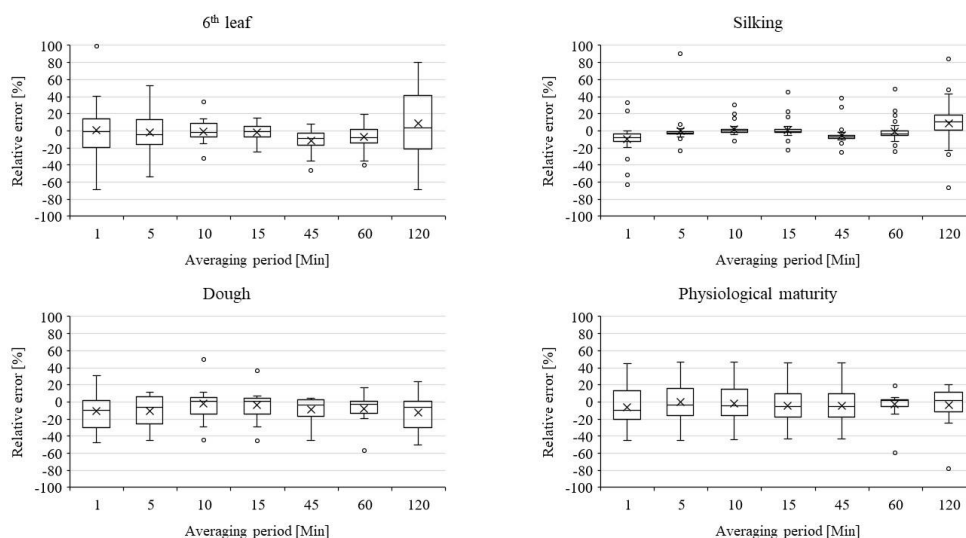 6th leaf
Relative error [%]
100
80
60
40
20
0
-20
-40
-60
-80
-100
1 5 10 15 45 60 120
Averaging period [Min]
Silking
Relative error [%]
100
80
60
40
20
0
-20
-40
-60
-80
-100
1 5 10 15 45 60 120
Averaging period [Min]
Dough
Relative error [%]
100
80
60
40
20
0
-20
-40
-60
-80
-100
1 5 10 15 45 60 120
Averaging period [Min]
Physiological maturity
Relative error [%]
100
80
60
40
20
0
-20
-40
-60
-80
-100
1 5 10 15 45 60 120
Averaging period [Min]